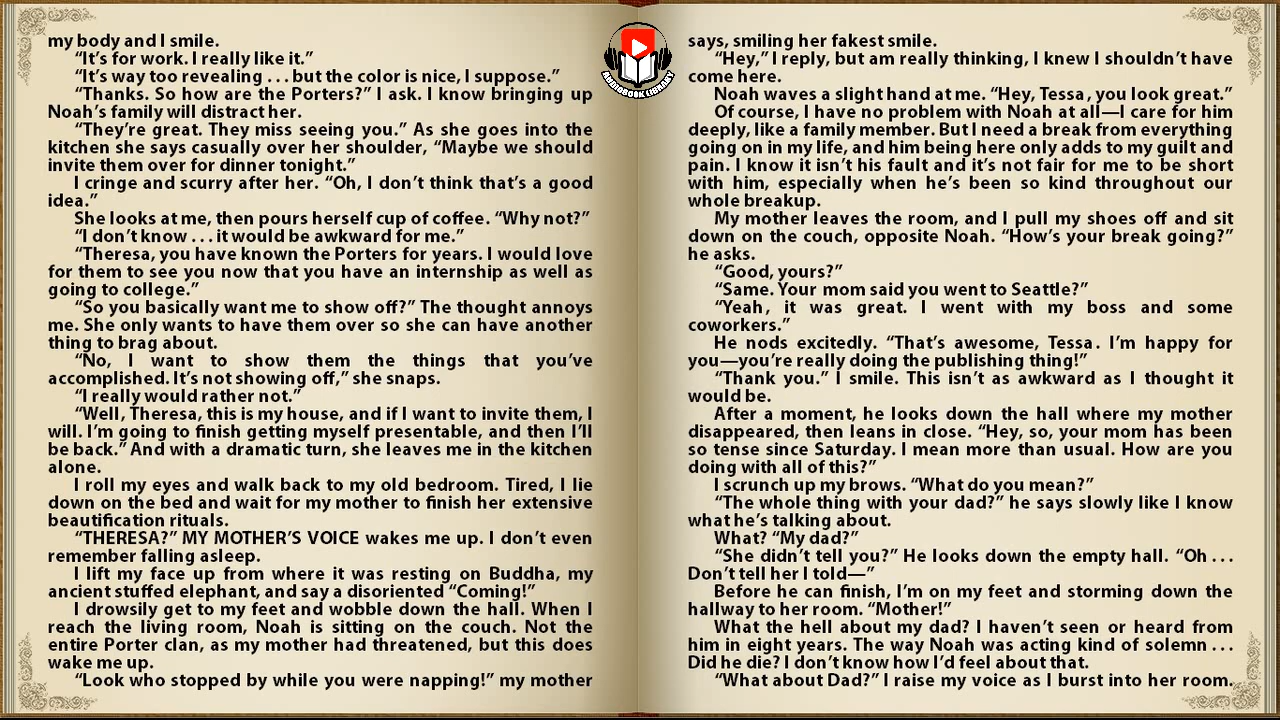 my body and I smile.
“It’s for work. I really like it.”
“It’s way too revealing . . . but the color is nice, I suppose.”
“Thanks. So how are the Porters?” I ask. I know bringing up
Noah’s family will distract her.
“They’re great. They miss seeing you.” As she goes into the
kitchen she says casually over her shoulder, “Maybe we should
invite them over for dinner tonight.”
I cringe and scurry after her. “Oh, I don’t think that’s a good
idea.”
She looks at me, then pours herself cup of coffee. “Why not?”
“I don’t know . . . it would be awkward for me.”
“Theresa, you have known the Porters for years. I would love
for them to see you now that you have an internship as well as
going to college.”
“So you basically want me to show off?” The thought annoys
me. She only wants to have them over so she can have another
thing to brag about.
“No, I want to show them the things that you’ve
accomplished. It’s not showing off,” she snaps.
“I really would rather not.”
“Well, Theresa, this is my house, and if I want to invite them, I
will. I’m going to finish getting myself presentable, and then I’ll
be back.” And with a dramatic turn, she leaves me in the kitchen
alone.
I roll my eyes and walk back to my old bedroom. Tired, I lie
down on the bed and wait for my mother to finish her extensive
beautification rituals.
“THERESA?” MY MOTHER’S VOICE wakes me up. I don’t even
remember falling asleep.
I lift my face up from where it was resting on Buddha, my
ancient stuffed elephant, and say a disoriented “Coming!”
I drowsily get to my feet and wobble down the hall. When I
reach the living room, Noah is sitting on the couch. Not the
entire Porter clan, as my mother had threatened, but this does
wake me up.
“Look who stopped by while you were napping!” my mother
AUDIOBOOK LIBRARY
says, smiling her fakest smile.
“Hey,” I reply, but am really thinking, I knew I shouldn’t have
come here.
Noah waves a slight hand at me. “Hey, Tessa, you look great.”
Of course, I have no problem with Noah at all—I care for him
deeply, like a family member. But I need a break from everything
going on in my life, and him being here only adds to my guilt and
pain. I know it isn’t his fault and it’s not fair for me to be short
with him, especially when he’s been so kind throughout our
whole breakup.
My mother leaves the room, and I pull my shoes off and sit
down on the couch, opposite Noah. “How’s your break going?”
he asks.
“Good, yours?”
“Same. Your mom said you went to Seattle?”
“Yeah, it was great. I went with my boss and some
coworkers.”
He nods excitedly. “That’s awesome, Tessa. I’m happy for
you—you’re really doing the publishing thing!”
“Thank you.” I smile. This isn’t as awkward as I thought it
would be.
After a moment, he looks down the hall where my mother
disappeared, then leans in close. “Hey, so, your mom has been
so tense since Saturday. I mean more than usual. How are you
doing with all of this?”
I scrunch up my brows. “What do you mean?”
“The whole thing with your dad?” he says slowly like I know
what he’s talking about.
What? “My dad?”
“She didn’t tell you?” He looks down the empty hall. “Oh . . .
Don’t tell her I told—”
Before he can finish, I’m on my feet and storming down the
hallway to her room. “Mother!”
What the hell about my dad? I haven’t seen or heard from
him in eight years. The way Noah was acting kind of solemn . . .
Did he die? I don’t know how I’d feel about that.
“What about Dad?” I raise my voice as I burst into her room.